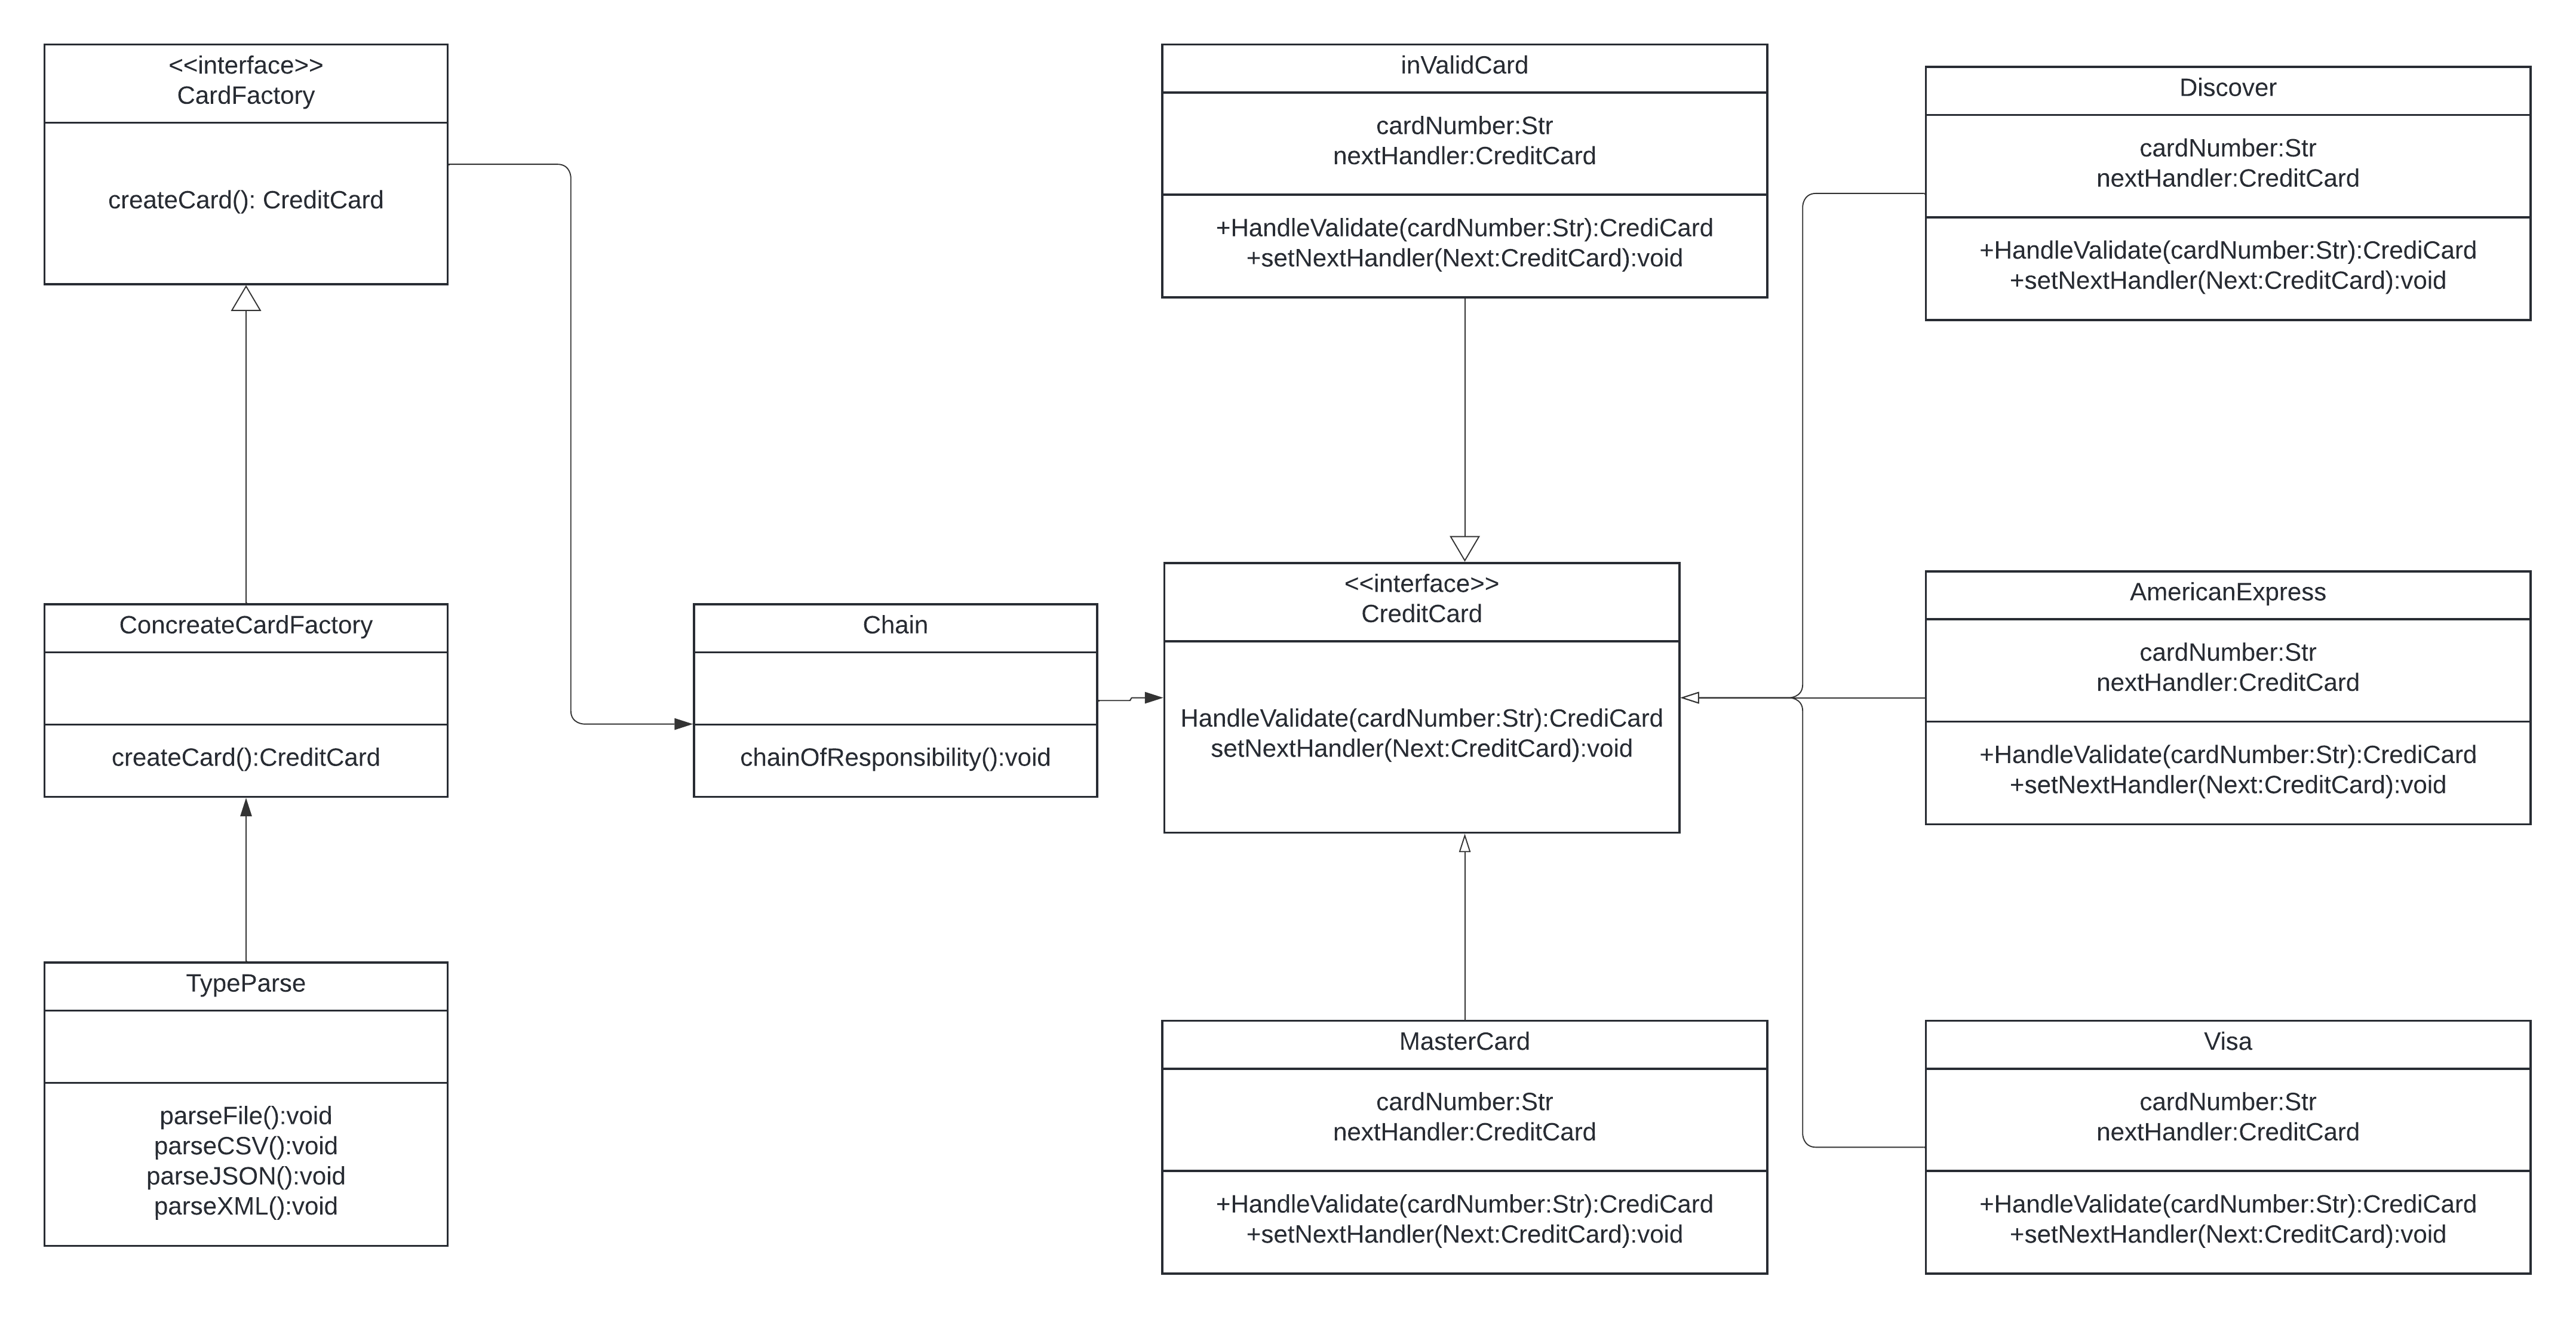 <<interface>>
CardFactory
createCard(): CreditCard
ConcreateCardFactory
createCard():CreditCard
TypeParse
parseFile():void
parseCSV():void
parseJSON():void
parseXML():void
Chain
chainOfResponsibility():void
inValidCard
cardNumber:Str
nextHandler:CreditCard
+HandleValidate(cardNumber:Str):CrediCard
+setNextHandler(Next:CreditCard):void
<<interface>>
CreditCard
HandleValidate(cardNumber:Str):CrediCard
setNextHandler(Next:CreditCard):void
MasterCard
cardNumber:Str
nextHandler:CreditCard
+HandleValidate(cardNumber:Str):CrediCard
+setNextHandler(Next:CreditCard):void
Discover
cardNumber:Str
nextHandler:CreditCard
+HandleValidate(cardNumber:Str):CrediCard
+setNextHandler(Next:CreditCard):void
AmericanExpress
cardNumber:Str
nextHandler:CreditCard
+HandleValidate(cardNumber:Str):CrediCard
+setNextHandler(Next:CreditCard):void
Visa
cardNumber:Str
nextHandler:CreditCard
+HandleValidate(cardNumber:Str):CrediCard
+setNextHandler(Next:CreditCard):void